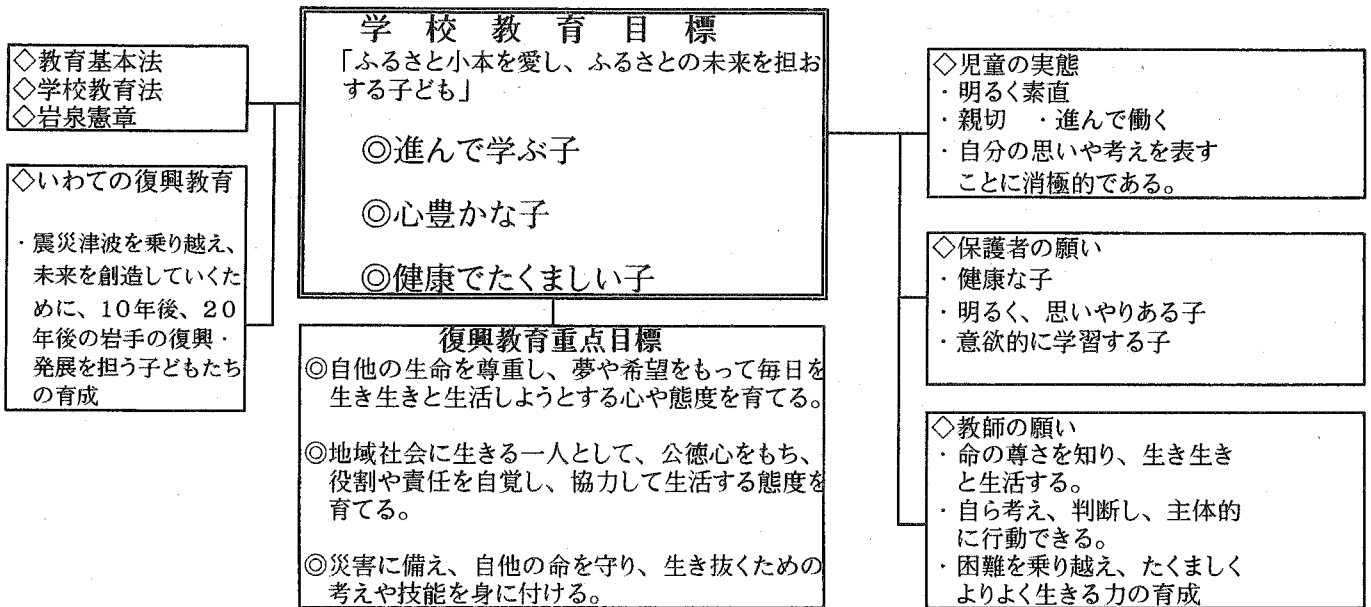 学校教育目標
「ふるさと小本を愛し、ふるさとの未来を担お
する子ども」
◎進んで学ぶ子
◎心豊かな子
◎健康でたくましい子
◇教育基本法
◇学校教育法
◇岩泉憲章
◇いわての復興教育
・震災津波を乗り越え、
未来を創造していくた
めに、10年後、20
年後の岩手の復興・
発展を担う子どもたち
の育成
復興教育重点目標
◎自他の生命を尊重し、夢や希望をもって毎日を
生き生きと生活しようとする心や態度を育てる。
◎地域社会に生きる一人として、公徳心をもち、
役割や責任を自覚し、協力して生活する態度を
育てる。
◎災害に備え、自他の命を守り、生き抜くための
考えや技能を身に付ける。
◇児童の実態
・明るく素直
・親切 ・進んで働く
・自分の思いや考えを表す
ことに消極的である。
◇保護者の願い
・健康な子
・明るく、思いやりある子
・意欲的に学習する子
◇教師の願い
・命の尊さを知り、生き生き
と生活する。
・自ら考え、判断し、主体的
に行動できる。
・困難を乗り越え、たくましく
よりよく生きる力の育成